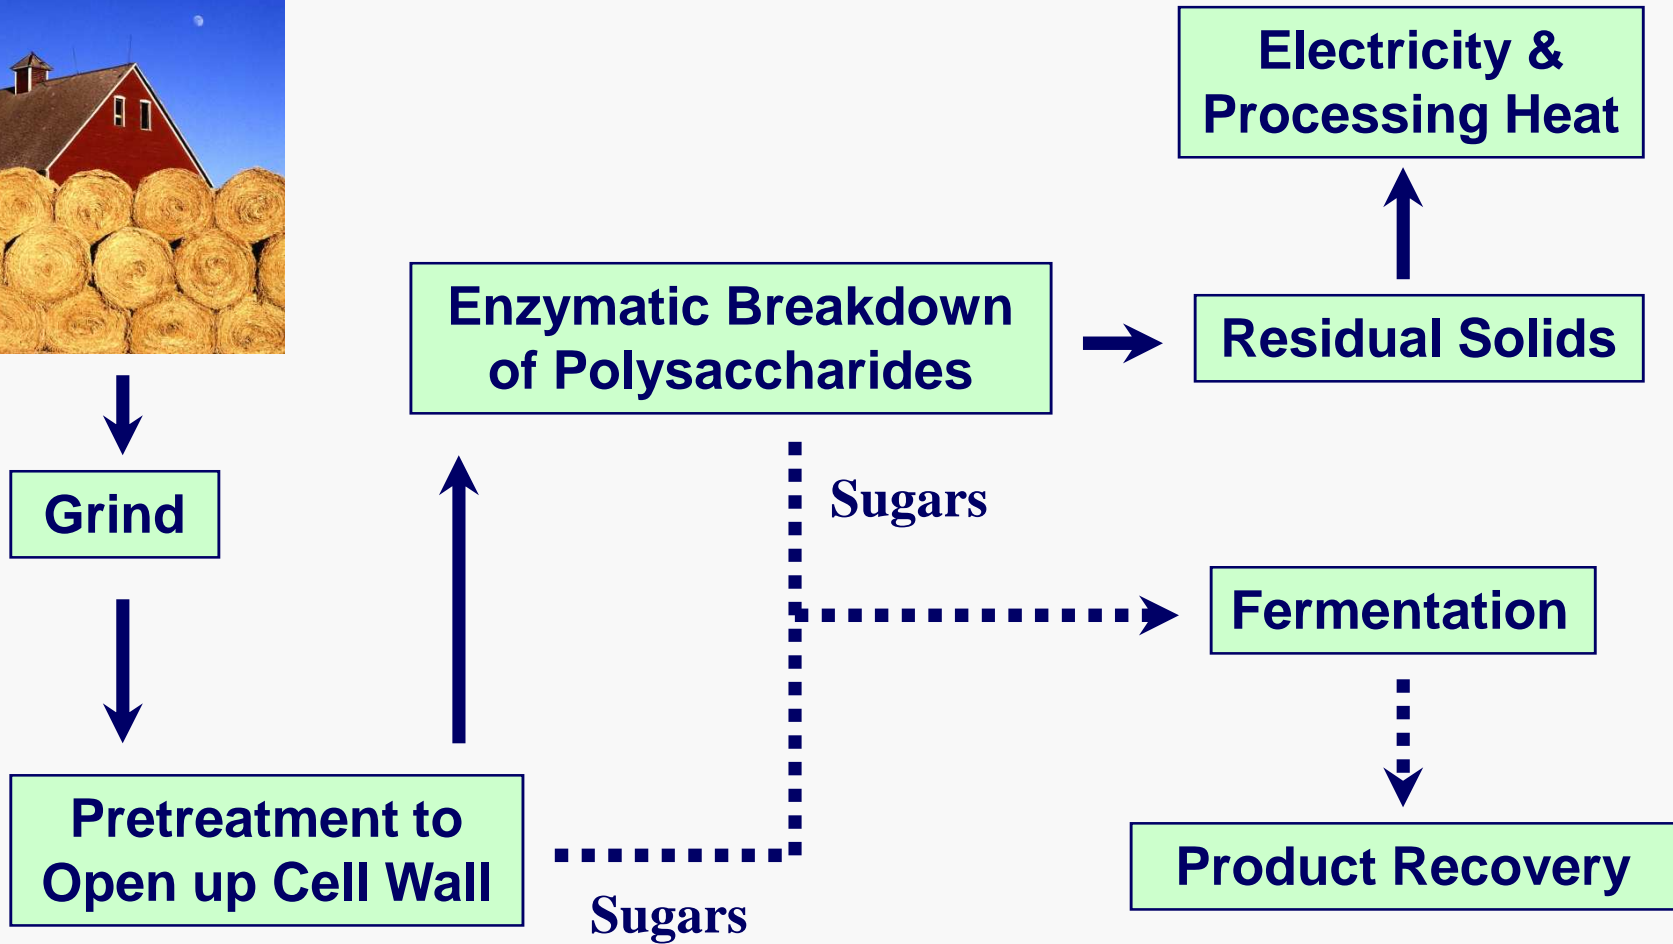 Electricity &
Processing Heat
Enzymatic Breakdown
of Polysaccharides
Residual Solids
Grind
Sugars
Fermentation
Pretreatment to
Open up Cell Wall
Sugars
Product Recovery